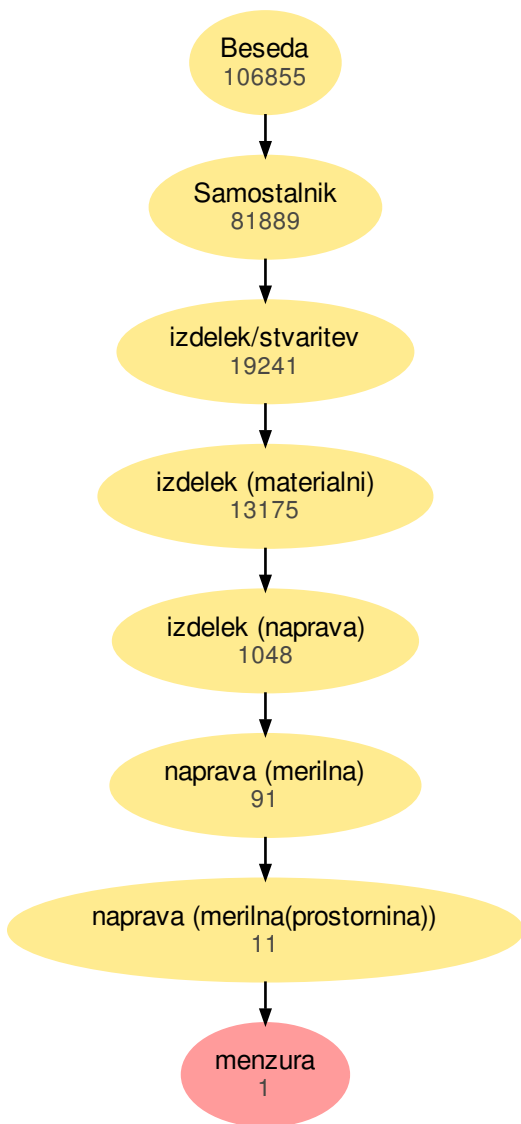 Beseda
106855
Samostalnik
81889
izdelek/stvaritev
19241
izdelek (materialni)
13175
izdelek (naprava)
1048
naprava (merilna)
91
naprava (merilna(prostornina))
11
menzura
1